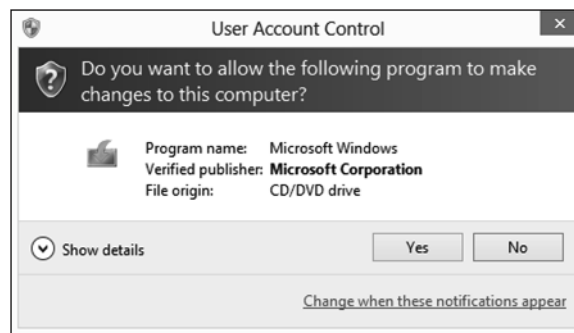 User Account Control
Do you want to allow the following program to make
changes to this computer?
Program name: Microsoft Windows
Verified publisher: Microsoft Corporation
File origin: CD/DVD drive
Show details
Yes
No
Change when these notifications appear